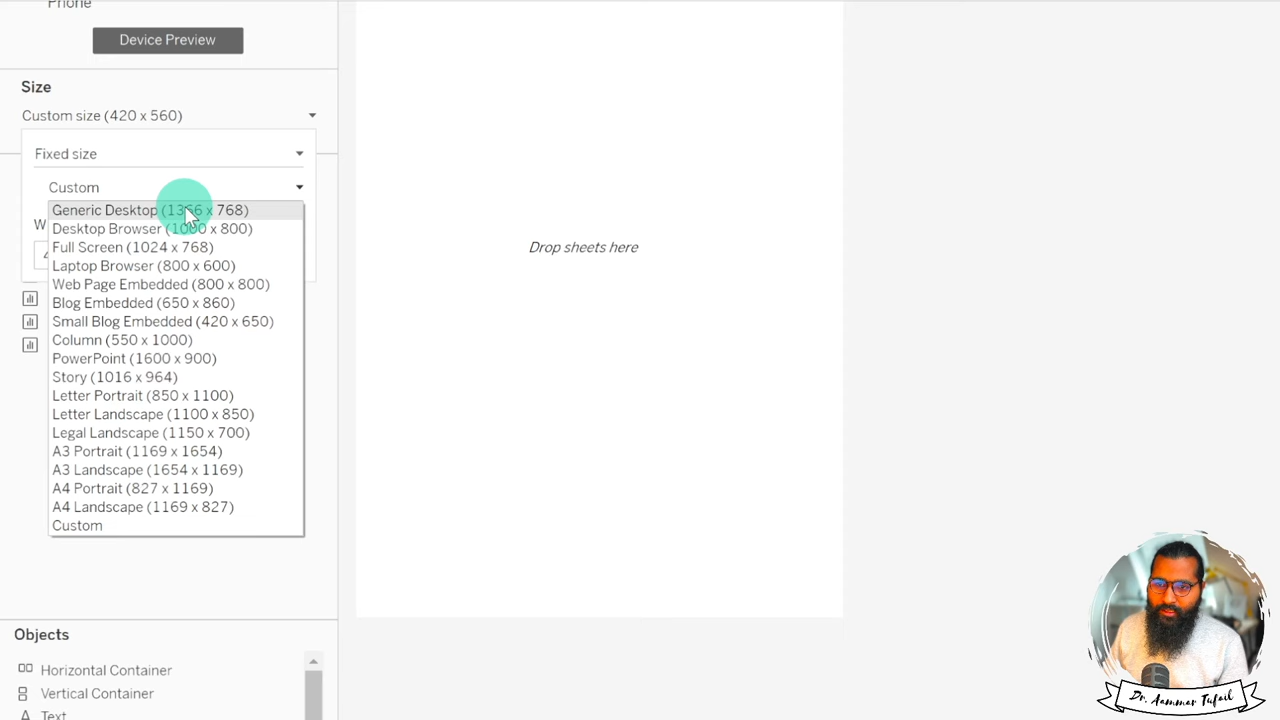 Phone
Device Preview
Size
Custom size (420 x 560)
Fixed size
Custom
Generic Desktop (1366 x 768)
Desktop Browser (1000 x 800)
Full Screen (1024 x 768)
Laptop Browser (800 x 600)
Web Page Embedded (800 x 800)
Blog Embedded (650 x 860)
Small Blog Embedded (420 x 650)
Column (550 x 1000)
PowerPoint (1600 x 900)
Story (1016 x 964)
Letter Portrait (850 x 1100)
Letter Landscape (1100 x 850)
Legal Landscape (1150 x 700)
A3 Portrait (1169 x 1654)
A3 Landscape (1654 x 1169)
A4 Portrait (827 x 1169)
A4 Landscape (1169 x 827)
Custom
Drop sheets here
Objects
Horizontal Container
Vertical Container
Text
Dr. Aammar Tufail